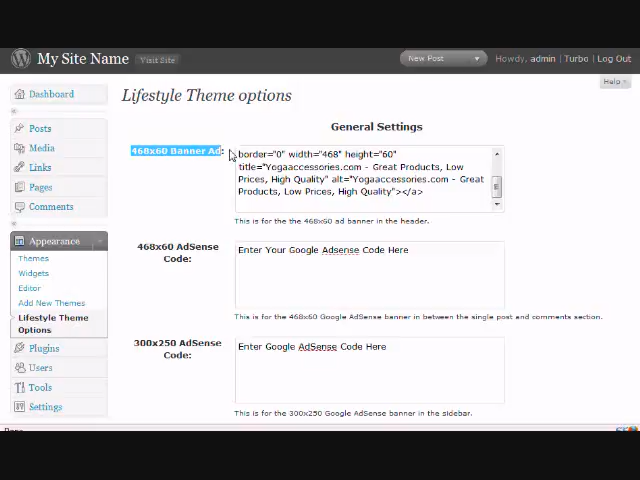 My Site Name
Visit Site
New Post
Howdy, admin | Turbo | Log Out
Help
Dashboard
Posts
Media
Links
Pages
Comments
Appearance
Themes
Widgets
Editor
Add New Themes
Lifestyle Theme
Options
Plugins
Users
Tools
Settings
Lifestyle Theme options
General Settings
468x60 Banner Ad:
border="0" width="468" height="60"
title="Yogaaccessories.com - Great Products, Low
Prices, High Quality" alt="Yogaaccessories.com - Great
Products, Low Prices, High Quality"></a>
This is for the the 468x60 ad banner in the header.
468x60 AdSense
Code:
Enter Your Google Adsense Code Here
This is for the 468x60 Google AdSense banner in between the single post and comments section.
300x250 AdSense
Code:
Enter Google AdSense Code Here
This is for the 300x250 Google AdSense banner in the sidebar.